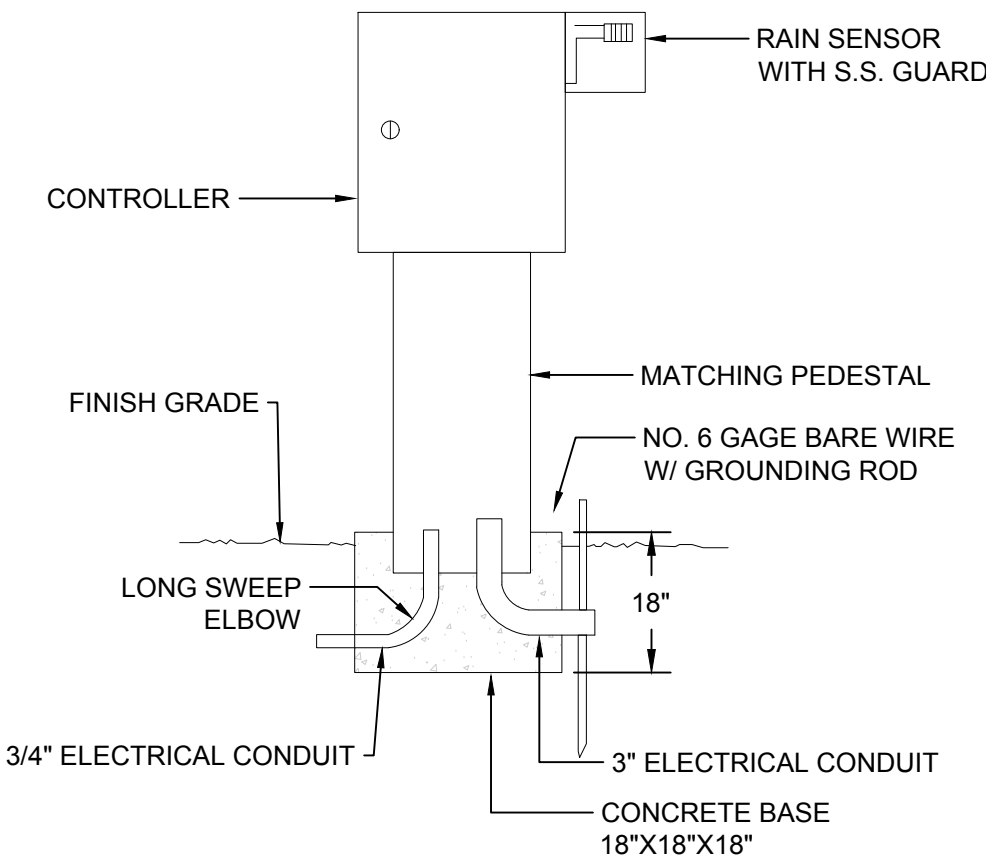 RAIN SENSOR
WITH S.S. GUARD
CONTROLLER
MATCHING PEDESTAL
FINISH GRADE
NO. 6 GAGE BARE WIRE
W/ GROUNDING ROD
LONG SWEEP
ELBOW
18"
3/4" ELECTRICAL CONDUIT
3" ELECTRICAL CONDUIT
CONCRETE BASE
18"X18"X18"